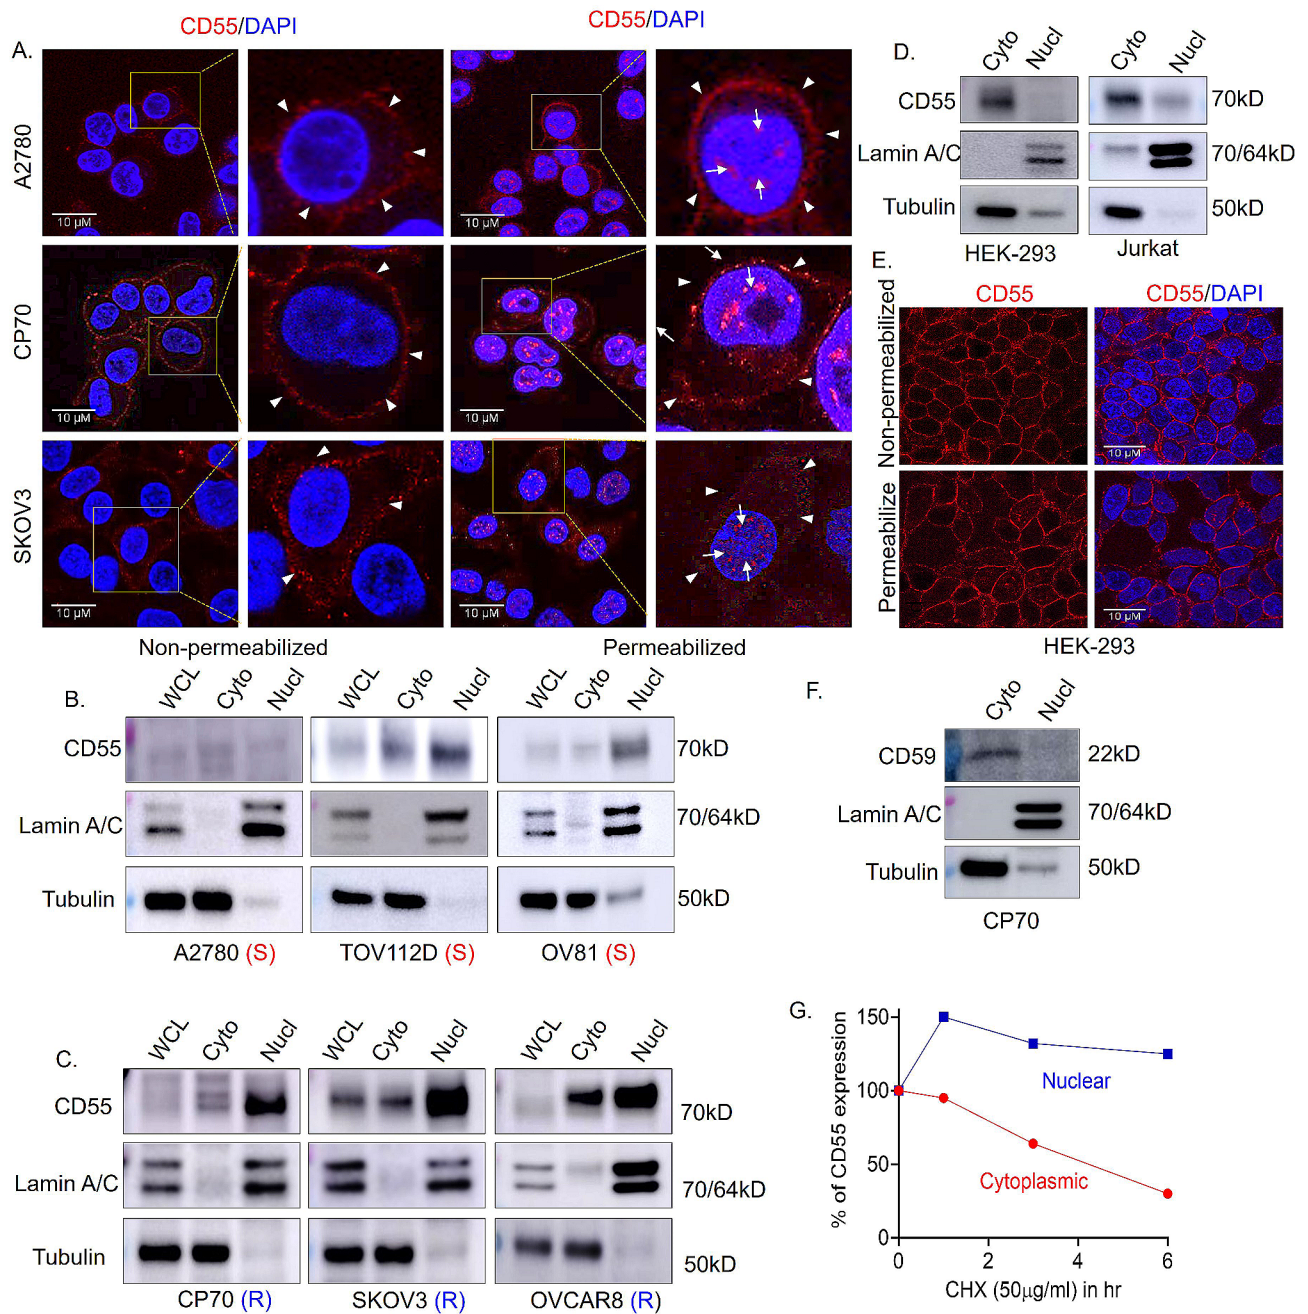 A.
CD55/DAPI
CD55/DAPI
A2780
10 µM
10 µM
CP70
10 µM
10 µM
SKOV3
10 µM
10 µM
Non-permeabilized
Permeabilized
B.
WCL
Cyto
Nucl
WCL
Cyto
Nucl
WCL
Cyto
Nucl
CD55
70kD
Lamin A/C
70/64kD
Tubulin
50kD
A2780 (S)
TOV112D (S)
OV81 (S)
C.
WCL
Cyto
Nucl
WCL
Cyto
Nucl
WCL
Cyto
Nucl
CD55
70kD
Lamin A/C
70/64kD
Tubulin
50kD
CP70 (R)
SKOV3 (R)
OVCAR8 (R)
D.
Cyto
Nucl
Cyto
Nucl
CD55
70kD
Lamin A/C
70/64kD
Tubulin
50kD
HEK-293
Jurkat
E.
CD55
CD55/DAPI
Non-permeabilized
10 µM
Permeabilize
10 µM
HEK-293
F.
Cyto
Nucl
CD59
22kD
Lamin A/C
70/64kD
Tubulin
50kD
CP70
G.
% of CD55 expression
150
100
50
0
Nuclear
Cytoplasmic
0
2
4
6
CHX (50µg/ml) in hr